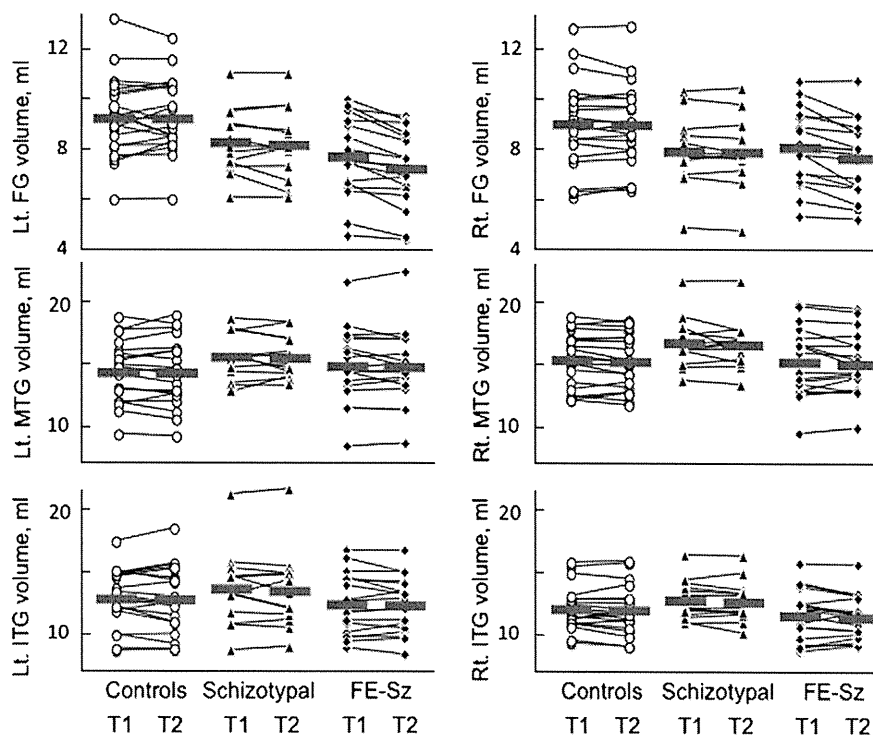 Lt. FG volume, ml
12
8
4
Rt. FG volume, ml
12
8
4
Lt. MTG volume, ml
20
10
Rt. MTG volume, ml
20
10
Lt. ITG volume, ml
20
10
Rt. ITG volume, ml
20
10
Controls Schizotypal FE-Sz
T1 T2 T1 T2 T1 T2
Controls Schizotypal FE-Sz
T1 T2 T1 T2 T1 T2